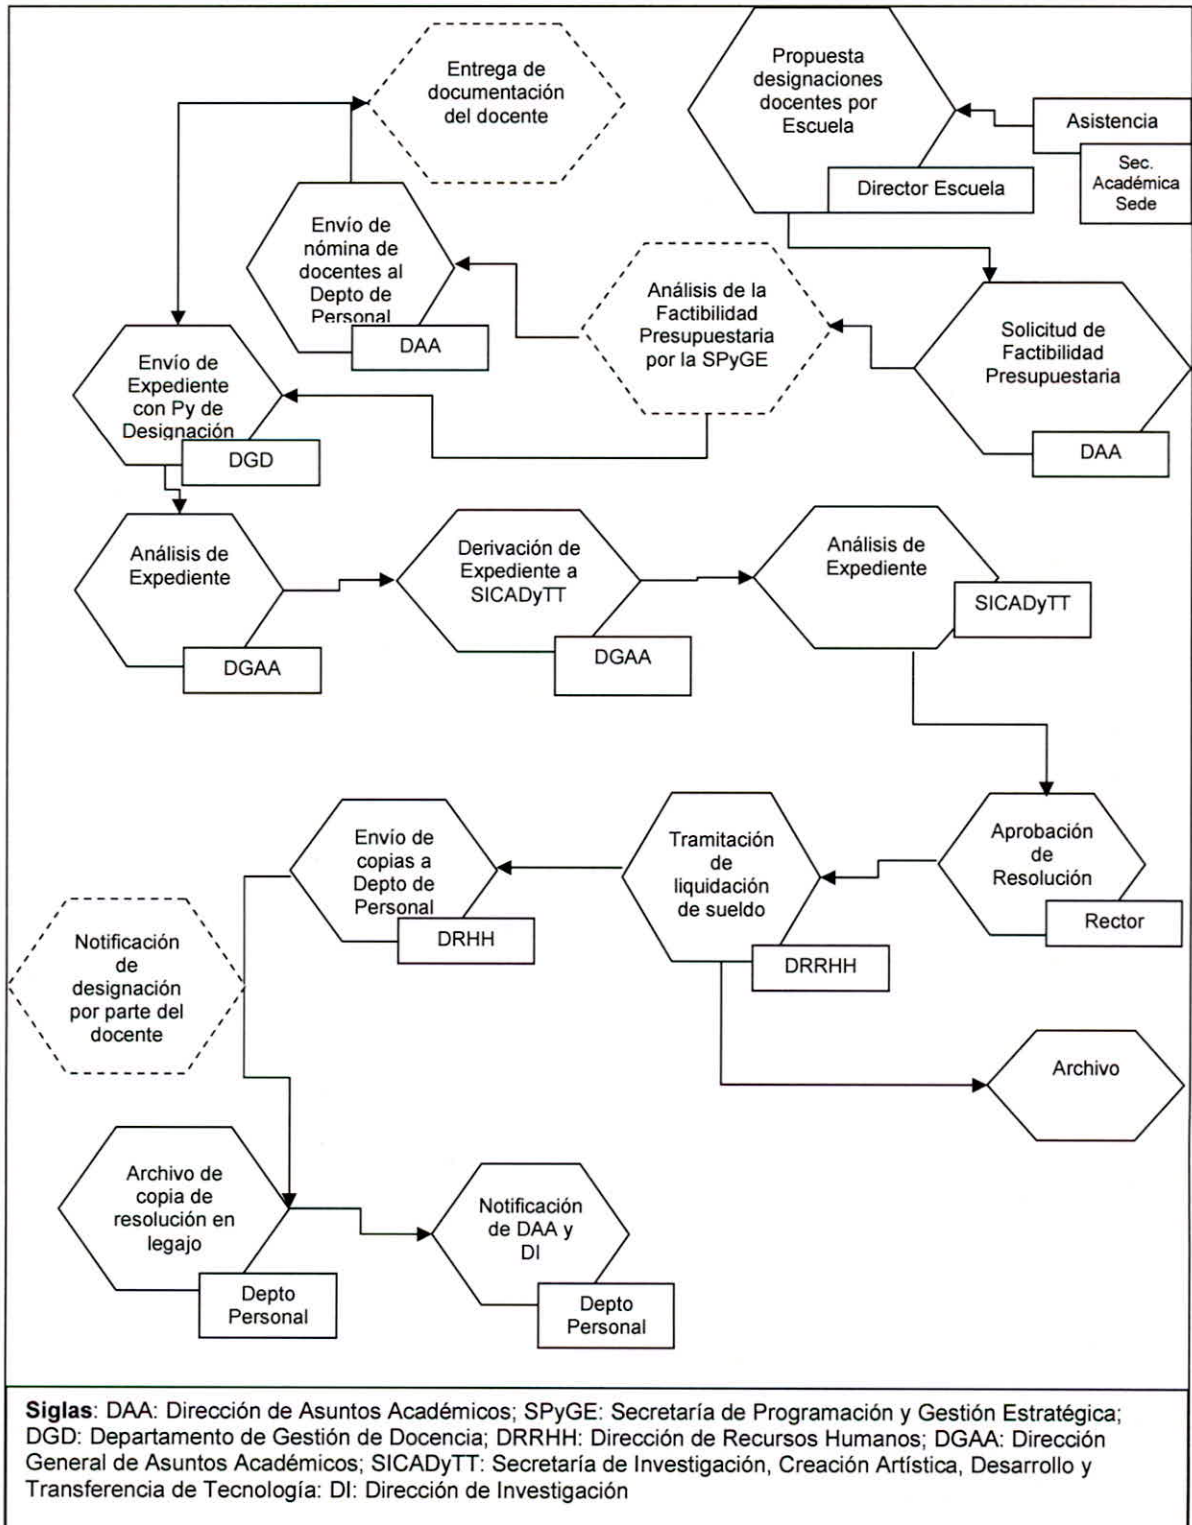 Entrega de
documentación
del docente
Propuesta
designaciones
docentes por
Escuela
Director Escuela
Asistencia
Sec.
Académica
Sede
Envío de
nómina de
docentes al
Depto de
Personal
DAA
Análisis de la
Factibilidad
Presupuestaria
por la SPyGE
Solicitud de
Factibilidad
Presupuestaria
DAA
Envío de
Expediente
con Py de
Designación
DGD
Análisis de
Expediente
DGAA
Derivación de
Expediente a
SICADyTT
DGAA
Análisis de
Expediente
SICADyTT
Envío de
copias a
Depto de
Personal
DRHH
Tramitación
de
liquidación
de sueldo
DRRHH
Aprobación
de
Resolución
Rector
Notificación
de
designación
por parte del
docente
Archivo
Archivo de
copia de
resolución en
legajo
Depto
Personal
Notificación
de DAA y
DI
Depto
Personal
Siglas: DAA: Dirección de Asuntos Académicos; SPyGE: Secretaría de Programación y Gestión Estratégica;
DGD: Departamento de Gestión de Docencia; DRRHH: Dirección de Recursos Humanos; DGAA: Dirección
General de Asuntos Académicos; SICADyTT: Secretaría de Investigación, Creación Artística, Desarrollo y
Transferencia de Tecnología: DI: Dirección de Investigación